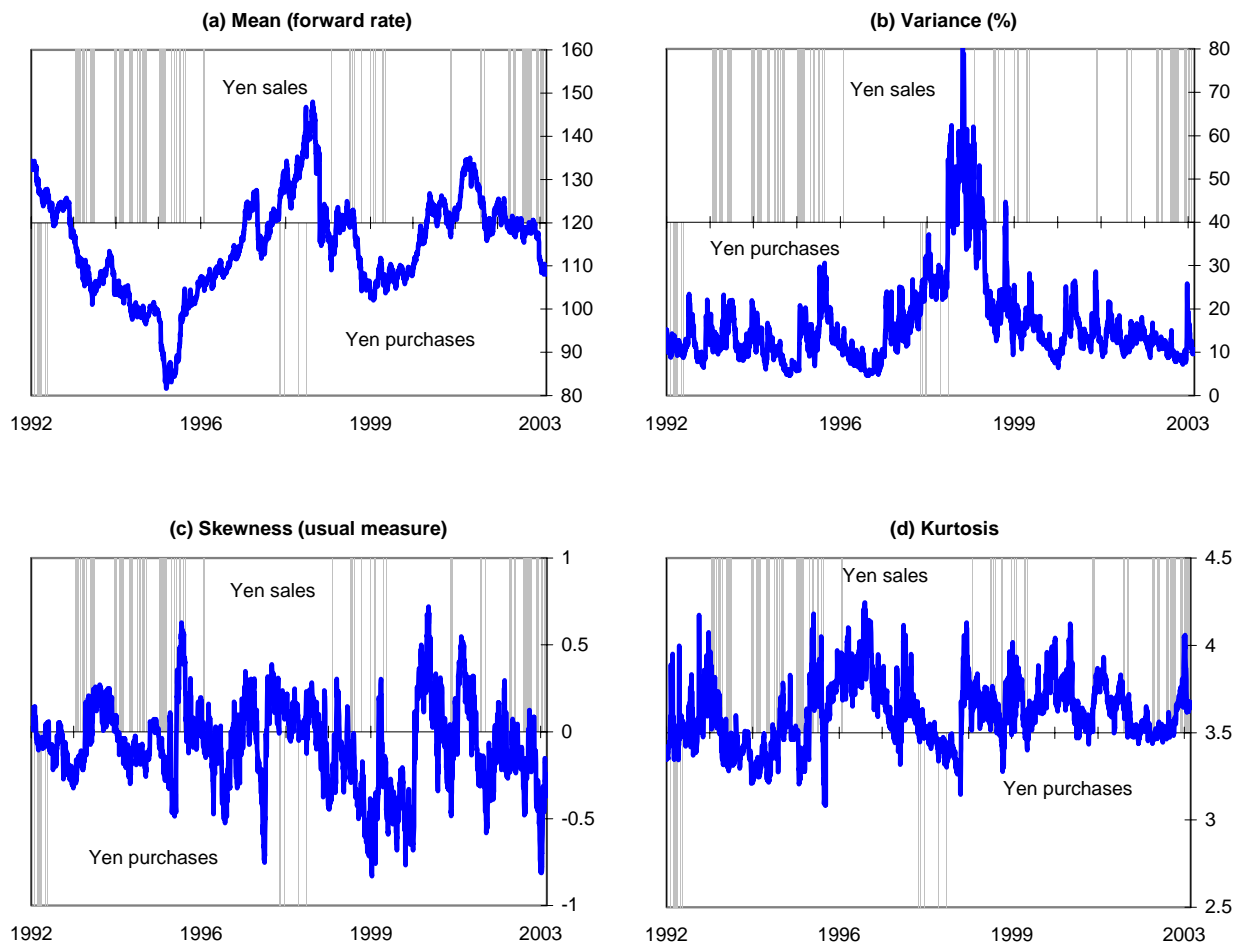 (a) Mean (forward rate)
160
150
140
130
120
110
100
90
80
Yen sales
Yen purchases
1992 1996 1999 2003
(b) Variance (%)
80
70
60
50
40
30
20
10
0
Yen sales
Yen purchases
1992 1996 1999 2003
(c) Skewness (usual measure)
1
0.5
0
-0.5
-1
Yen sales
Yen purchases
1992 1996 1999 2003
(d) Kurtosis
4.5
4
3.5
3
2.5
Yen sales
Yen purchases
1992 1996 1999 2003